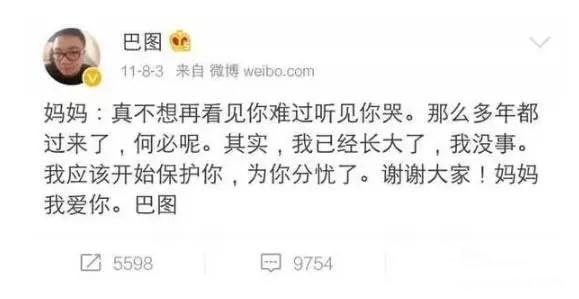 巴图
11-8-3 来自 微博 weibo.com
妈妈：真不想再看见你难过听见你哭。那么多年都
过来了，何必呢。其实，我已经长大了，我没事。
我应该开始保护你，为你分忧了。谢谢大家！妈妈
我爱你。巴图
5598
9754